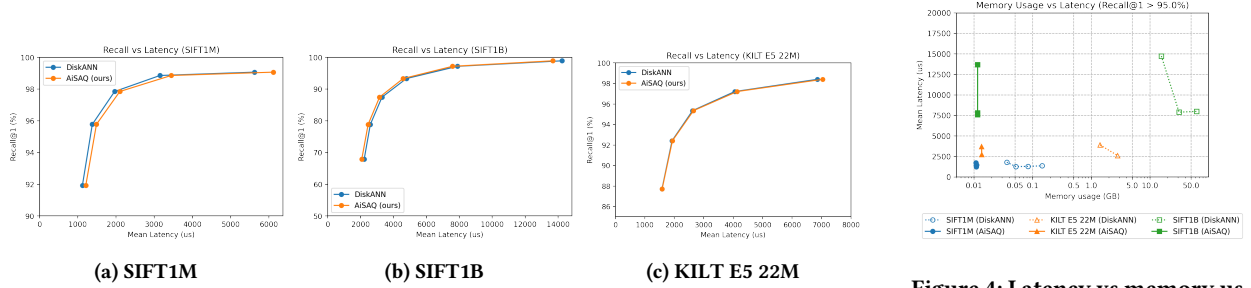 Recall vs Latency (SIFT1M)
100
98
96
94
92
90
Recall@1 (%)
DiskANN
AiSAQ (ours)
0 1000 2000 3000 4000 5000 6000
Mean Latency (us)
(a) SIFT1M
Recall vs Latency (SIFT1B)
100
90
80
70
60
50
Recall@1 (%)
DiskANN
AiSAQ (ours)
0 2000 4000 6000 8000 10000 12000 14000
Mean Latency (us)
(b) SIFT1B
Recall vs Latency (KILT E5 22M)
100
98
96
94
92
90
88
86
Recall@1 (%)
DiskANN
AiSAQ (ours)
0 1000 2000 3000 4000 5000 6000 7000 8000
Mean Latency (us)
(c) KILT E5 22M
Memory Usage vs Latency (Recall@1 > 95.0%)
20000
17500
15000
12500
10000
7500
5000
2500
0
Mean Latency (us)
0.01 0.05 0.1 0.5 1.0 5.0 10.0 50.0
Memory usage (GB)
SIFT1M (DiskANN) KILT E5 22M (DiskANN) SIFT1B (DiskANN)
SIFT1M (AiSAQ) KILT E5 22M (AiSAQ) SIFT1B (AiSAQ)
Figure 4: Latency vs memory us